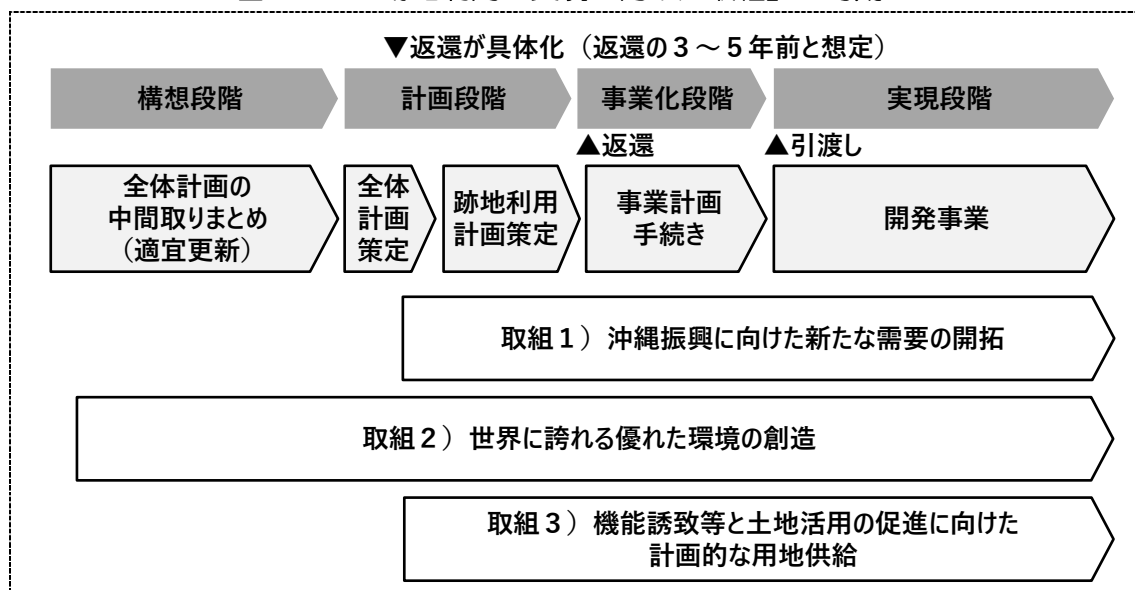 ▼返還が具体化（返還の３～５年前と想定）
構想段階
計画段階
事業化段階
実現段階
▲返還
▲引渡し
全体計画の
中間取りまとめ
（適宜更新）
全体
計画
策定
跡地利用
計画策定
事業計画
手続き
開発事業
取組１）沖縄振興に向けた新たな需要の開拓
取組２）世界に誇れる優れた環境の創造
取組３）機能誘致等と土地活用の促進に向けた
計画的な用地供給